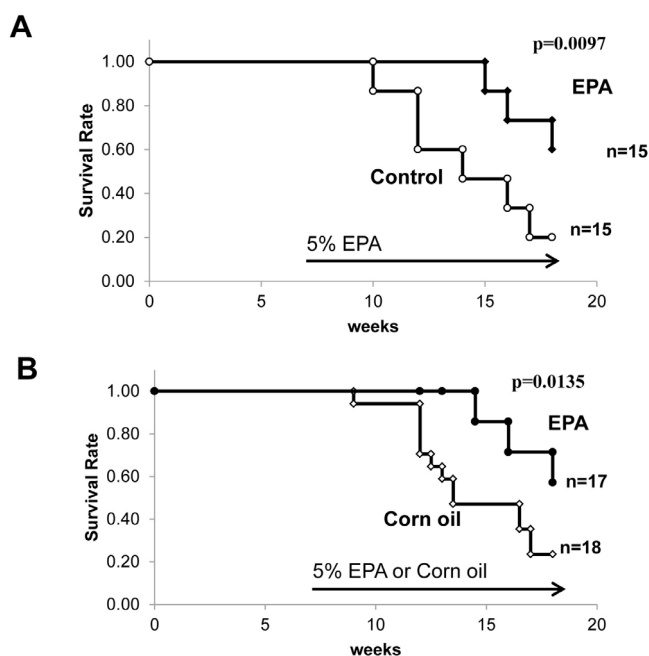 A
p=0.0097
1.00
EPA
0.80
n=15
0.60
Control
0.40
n=15
0.20
5% EPA
0.00
0 5 10 15 20
weeks
Survival Rate
B
p=0.0135
1.00
EPA
0.80
n=17
0.60
Corn oil
0.40
n=18
0.20
5% EPA or Corn oil
0.00
0 5 10 15 20
weeks
Survival Rate